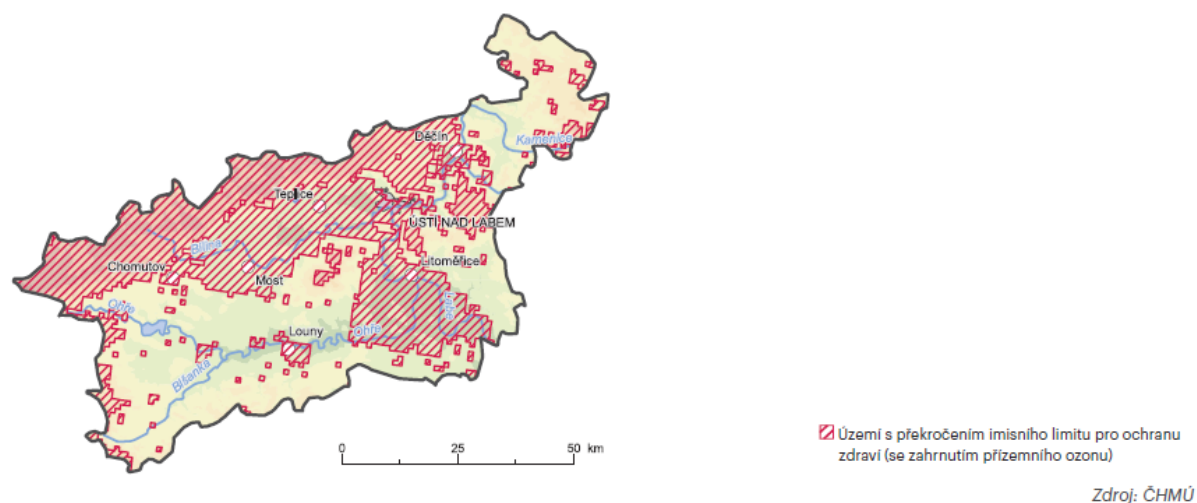 Děčín
Kamenice
Teplice
ÚSTÍ NAD LABEM
Bílina
Chomutov
Most
Litoměřice
Labe
Ohře
Louny
Ohře
Blšanka
0 25 50 km
Území s překročením imisního limitu pro ochranu
zdraví (se zahrnutím přízemního ozonu)
Zdroj: ČHMÚ